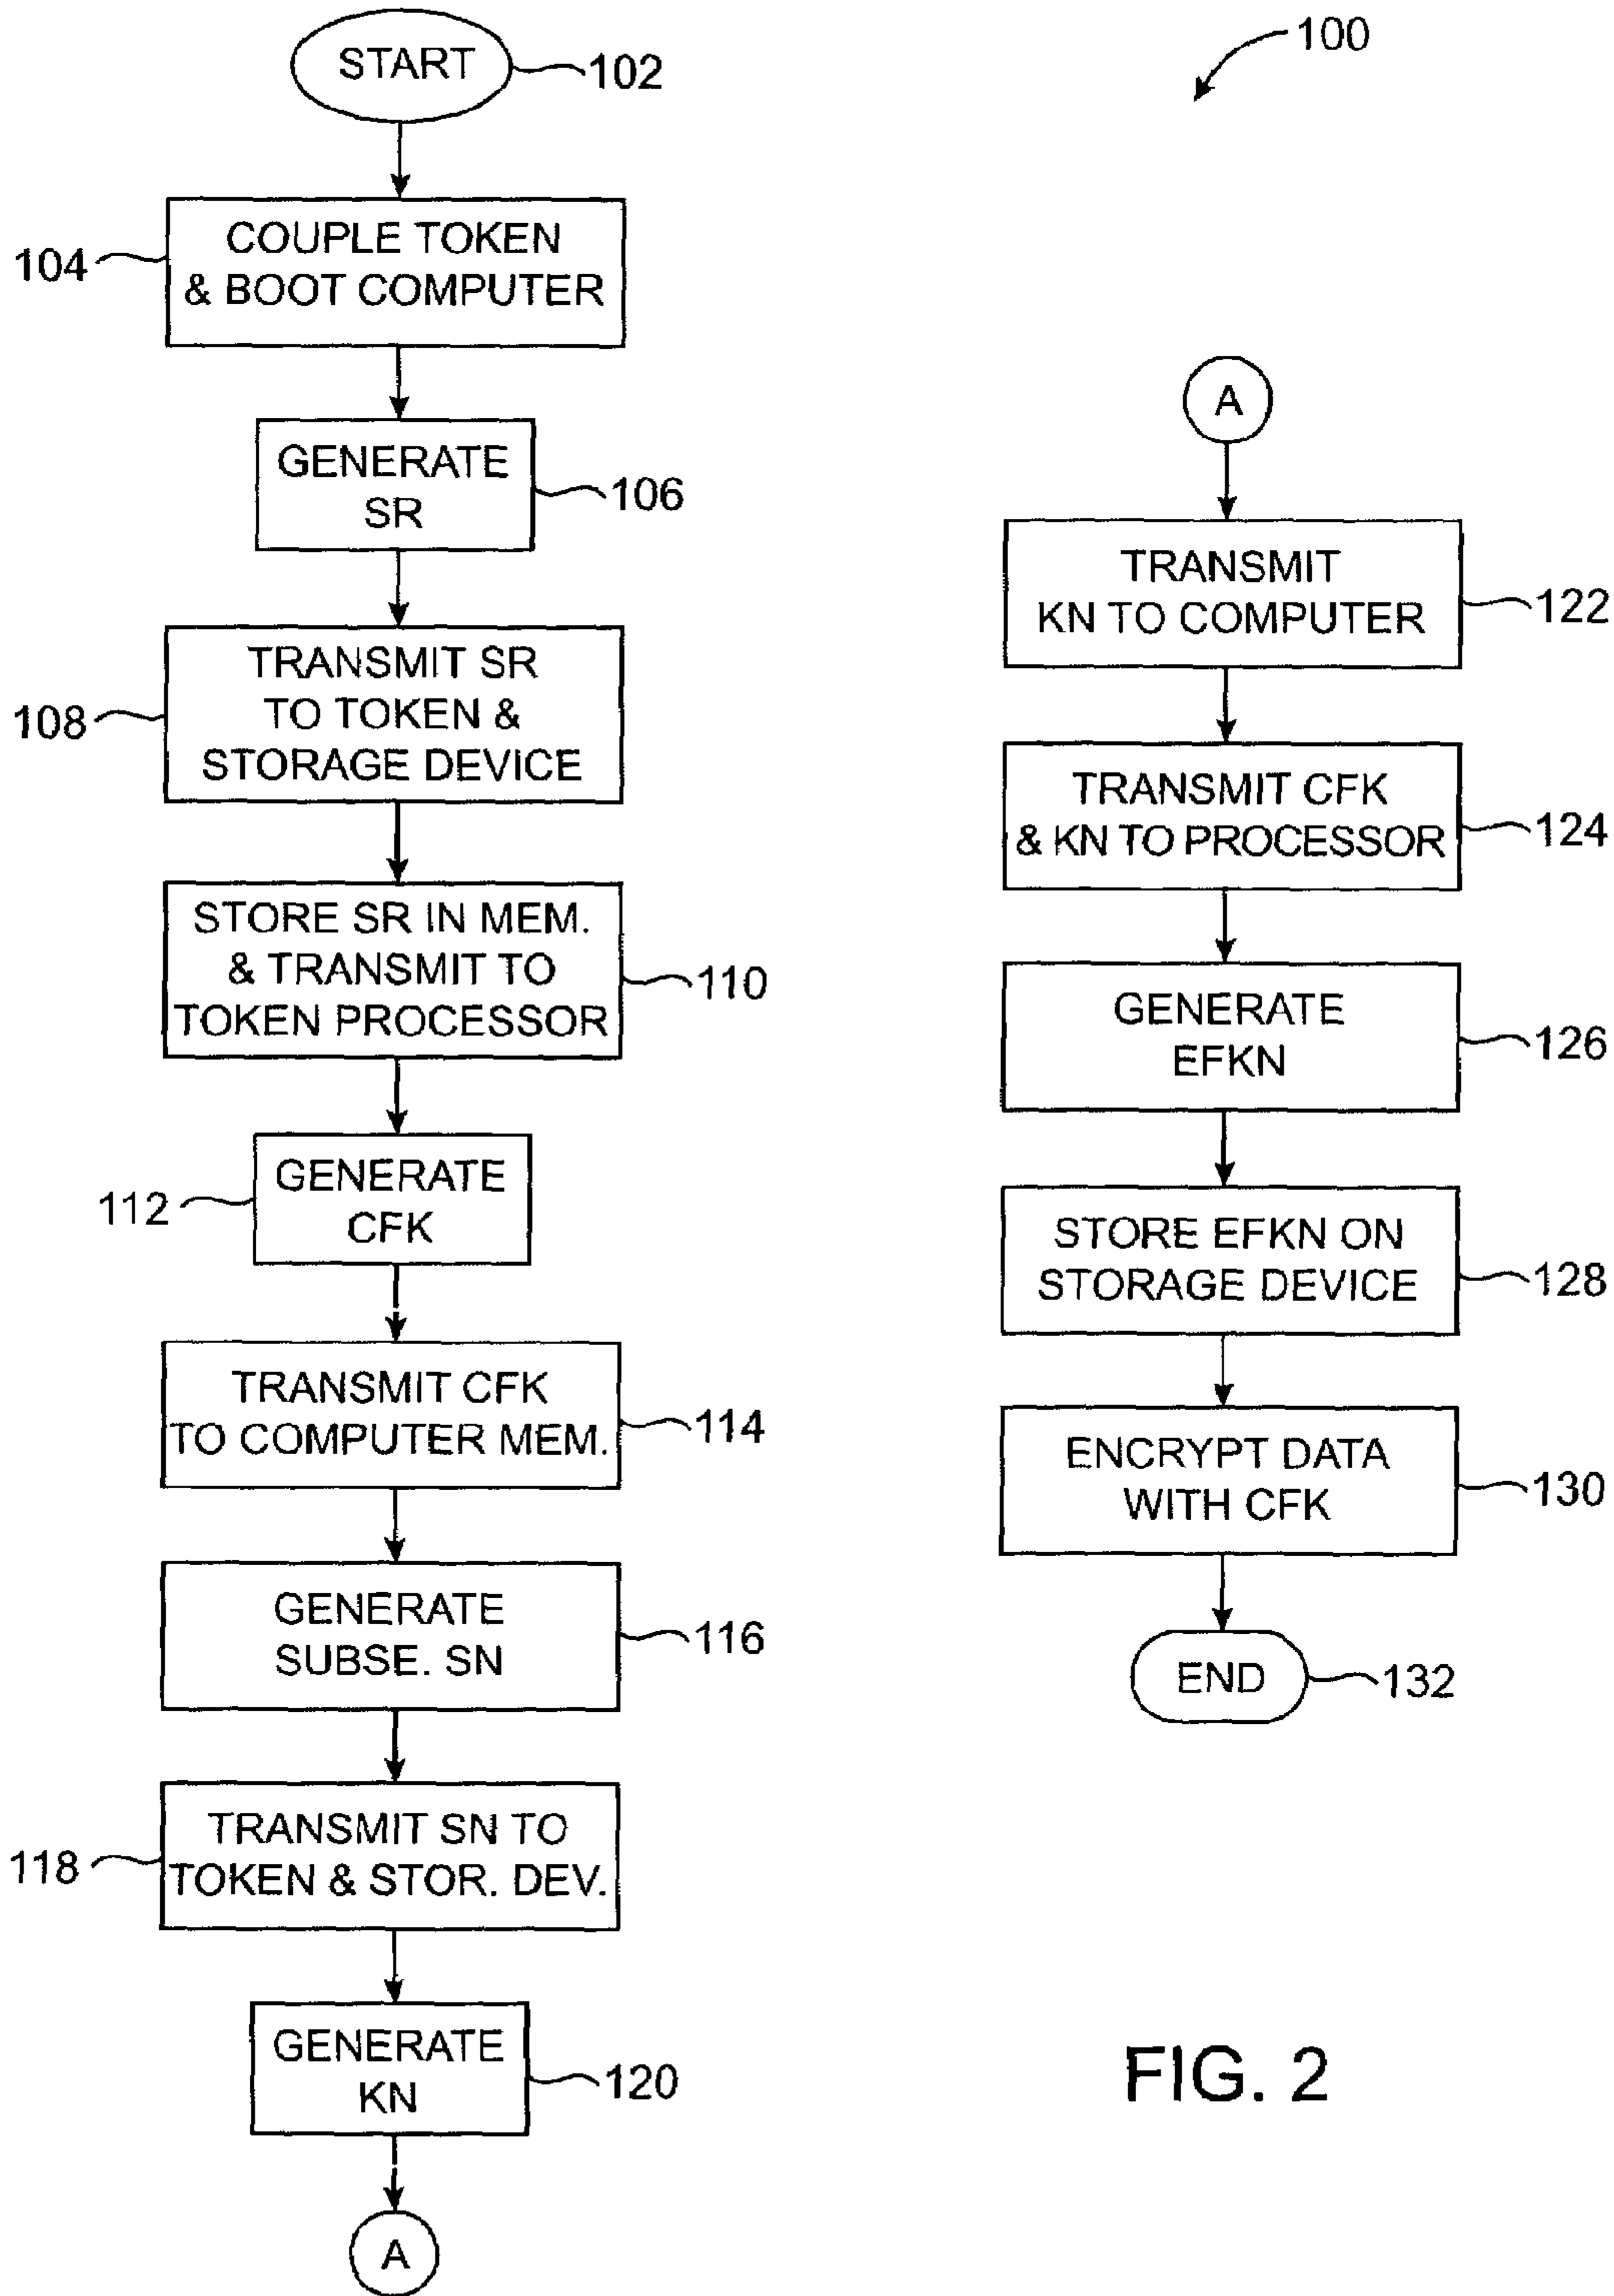 START
102
COUPLE TOKEN
& BOOT COMPUTER
104
GENERATE
SR
106
TRANSMIT SR
TO TOKEN &
STORAGE DEVICE
108
STORE SR IN MEM.
& TRANSMIT TO
TOKEN PROCESSOR
110
GENERATE
CFK
112
TRANSMIT CFK
TO COMPUTER MEM.
114
GENERATE
SUBSE. SN
116
TRANSMIT SN TO
TOKEN & STOR. DEV.
118
GENERATE
KN
120
A
100
A
TRANSMIT
KN TO COMPUTER
122
TRANSMIT CFK
& KN TO PROCESSOR
124
GENERATE
EFKN
126
STORE EFKN ON
STORAGE DEVICE
128
ENCRYPT DATA
WITH CFK
130
END
132
FIG. 2